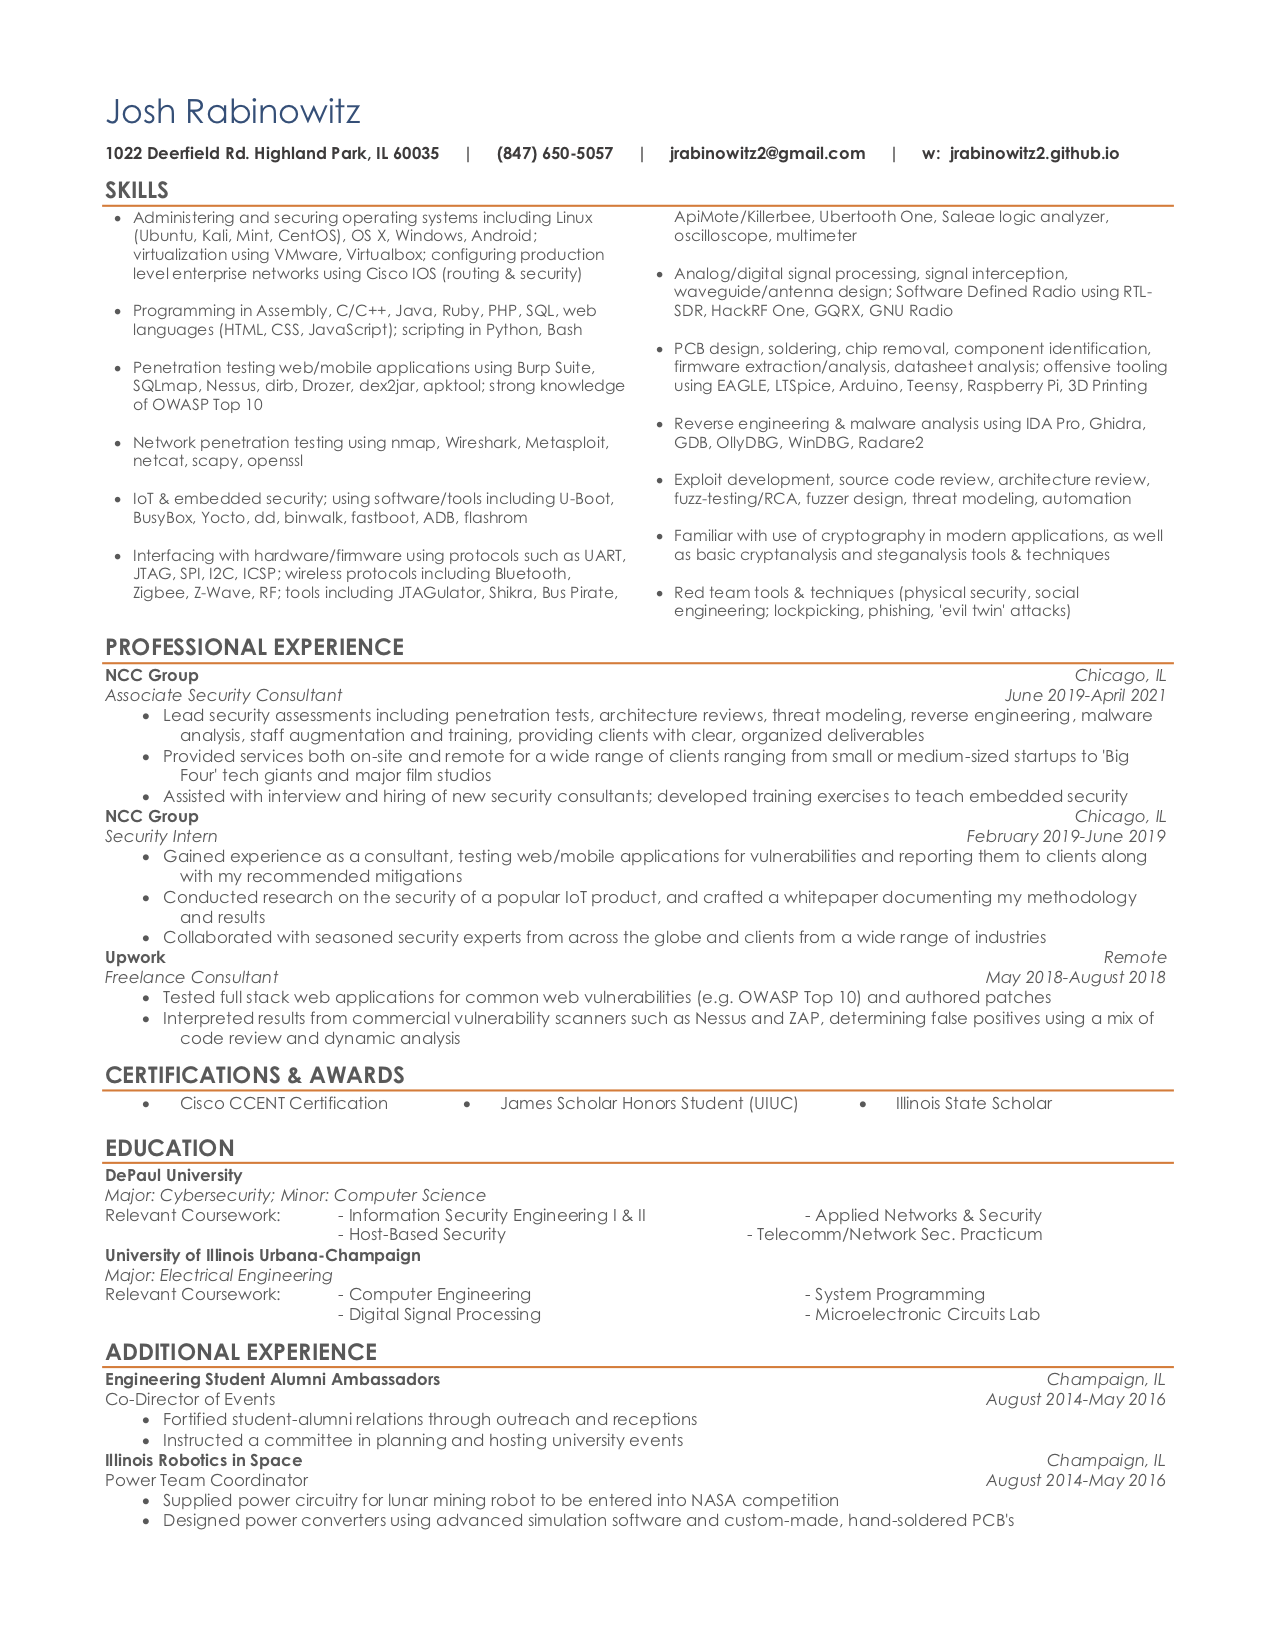 Josh Rabinowitz
1022 Deerfield Rd. Highland Park, IL 60035 | (847) 650-5057 | jrabinowitz2@gmail.com | w: jrabinowitz2.github.io
SKILLS
• Administering and securing operating systems including Linux
(Ubuntu, Kali, Mint, CentOS), OS X, Windows, Android;
virtualization using VMware, Virtualbox; configuring production
level enterprise networks using Cisco IOS (routing & security)
• Programming in Assembly, C/C++, Java, Ruby, PHP, SQL, web
languages (HTML, CSS, JavaScript); scripting in Python, Bash
• Penetration testing web/mobile applications using Burp Suite,
SQLmap, Nessus, dirb, Drozer, dex2jar, apktool; strong knowledge
of OWASP Top 10
• Network penetration testing using nmap, Wireshark, Metasploit,
netcat, scapy, openssl
• IoT & embedded security; using software/tools including U-Boot,
BusyBox, Yocto, dd, binwalk, fastboot, ADB, flashrom
• Interfacing with hardware/firmware using protocols such as UART,
JTAG, SPI, I2C, ICSP; wireless protocols including Bluetooth,
Zigbee, Z-Wave, RF; tools including JTAGulator, Shikra, Bus Pirate,
ApiMote/Killerbee, Ubertooth One, Saleae logic analyzer,
oscilloscope, multimeter
• Analog/digital signal processing, signal interception,
waveguide/antenna design; Software Defined Radio using RTL-
SDR, HackRF One, GQRX, GNU Radio
• PCB design, soldering, chip removal, component identification,
firmware extraction/analysis, datasheet analysis; offensive tooling
using EAGLE, LTSpice, Arduino, Teensy, Raspberry Pi, 3D Printing
• Reverse engineering & malware analysis using IDA Pro, Ghidra,
GDB, OllyDBG, WinDBG, Radare2
• Exploit development, source code review, architecture review,
fuzz-testing/RCA, fuzzer design, threat modeling, automation
• Familiar with use of cryptography in modern applications, as well
as basic cryptanalysis and steganalysis tools & techniques
• Red team tools & techniques (physical security, social
engineering; lockpicking, phishing, 'evil twin' attacks)
PROFESSIONAL EXPERIENCE
NCC Group Chicago, IL
Associate Security Consultant June 2019-April 2021
• Lead security assessments including penetration tests, architecture reviews, threat modeling, reverse engineering, malware
analysis, staff augmentation and training, providing clients with clear, organized deliverables
• Provided services both on-site and remote for a wide range of clients ranging from small or medium-sized startups to 'Big
Four' tech giants and major film studios
• Assisted with interview and hiring of new security consultants; developed training exercises to teach embedded security
NCC Group Chicago, IL
Security Intern February 2019-June 2019
• Gained experience as a consultant, testing web/mobile applications for vulnerabilities and reporting them to clients along
with my recommended mitigations
• Conducted research on the security of a popular IoT product, and crafted a whitepaper documenting my methodology
and results
• Collaborated with seasoned security experts from across the globe and clients from a wide range of industries
Upwork Remote
Freelance Consultant May 2018-August 2018
• Tested full stack web applications for common web vulnerabilities (e.g. OWASP Top 10) and authored patches
• Interpreted results from commercial vulnerability scanners such as Nessus and ZAP, determining false positives using a mix of
code review and dynamic analysis
CERTIFICATIONS & AWARDS
• Cisco CCENT Certification • James Scholar Honors Student (UIUC) • Illinois State Scholar
EDUCATION
DePaul University
Major: Cybersecurity; Minor: Computer Science
Relevant Coursework: - Information Security Engineering I & II - Applied Networks & Security
- Host-Based Security - Telecomm/Network Sec. Practicum
University of Illinois Urbana-Champaign
Major: Electrical Engineering
Relevant Coursework: - Computer Engineering - System Programming
- Digital Signal Processing - Microelectronic Circuits Lab
ADDITIONAL EXPERIENCE
Engineering Student Alumni Ambassadors Champaign, IL
Co-Director of Events August 2014-May 2016
• Fortified student-alumni relations through outreach and receptions
• Instructed a committee in planning and hosting university events
Illinois Robotics in Space Champaign, IL
Power Team Coordinator August 2014-May 2016
• Supplied power circuitry for lunar mining robot to be entered into NASA competition
• Designed power converters using advanced simulation software and custom-made, hand-soldered PCB's